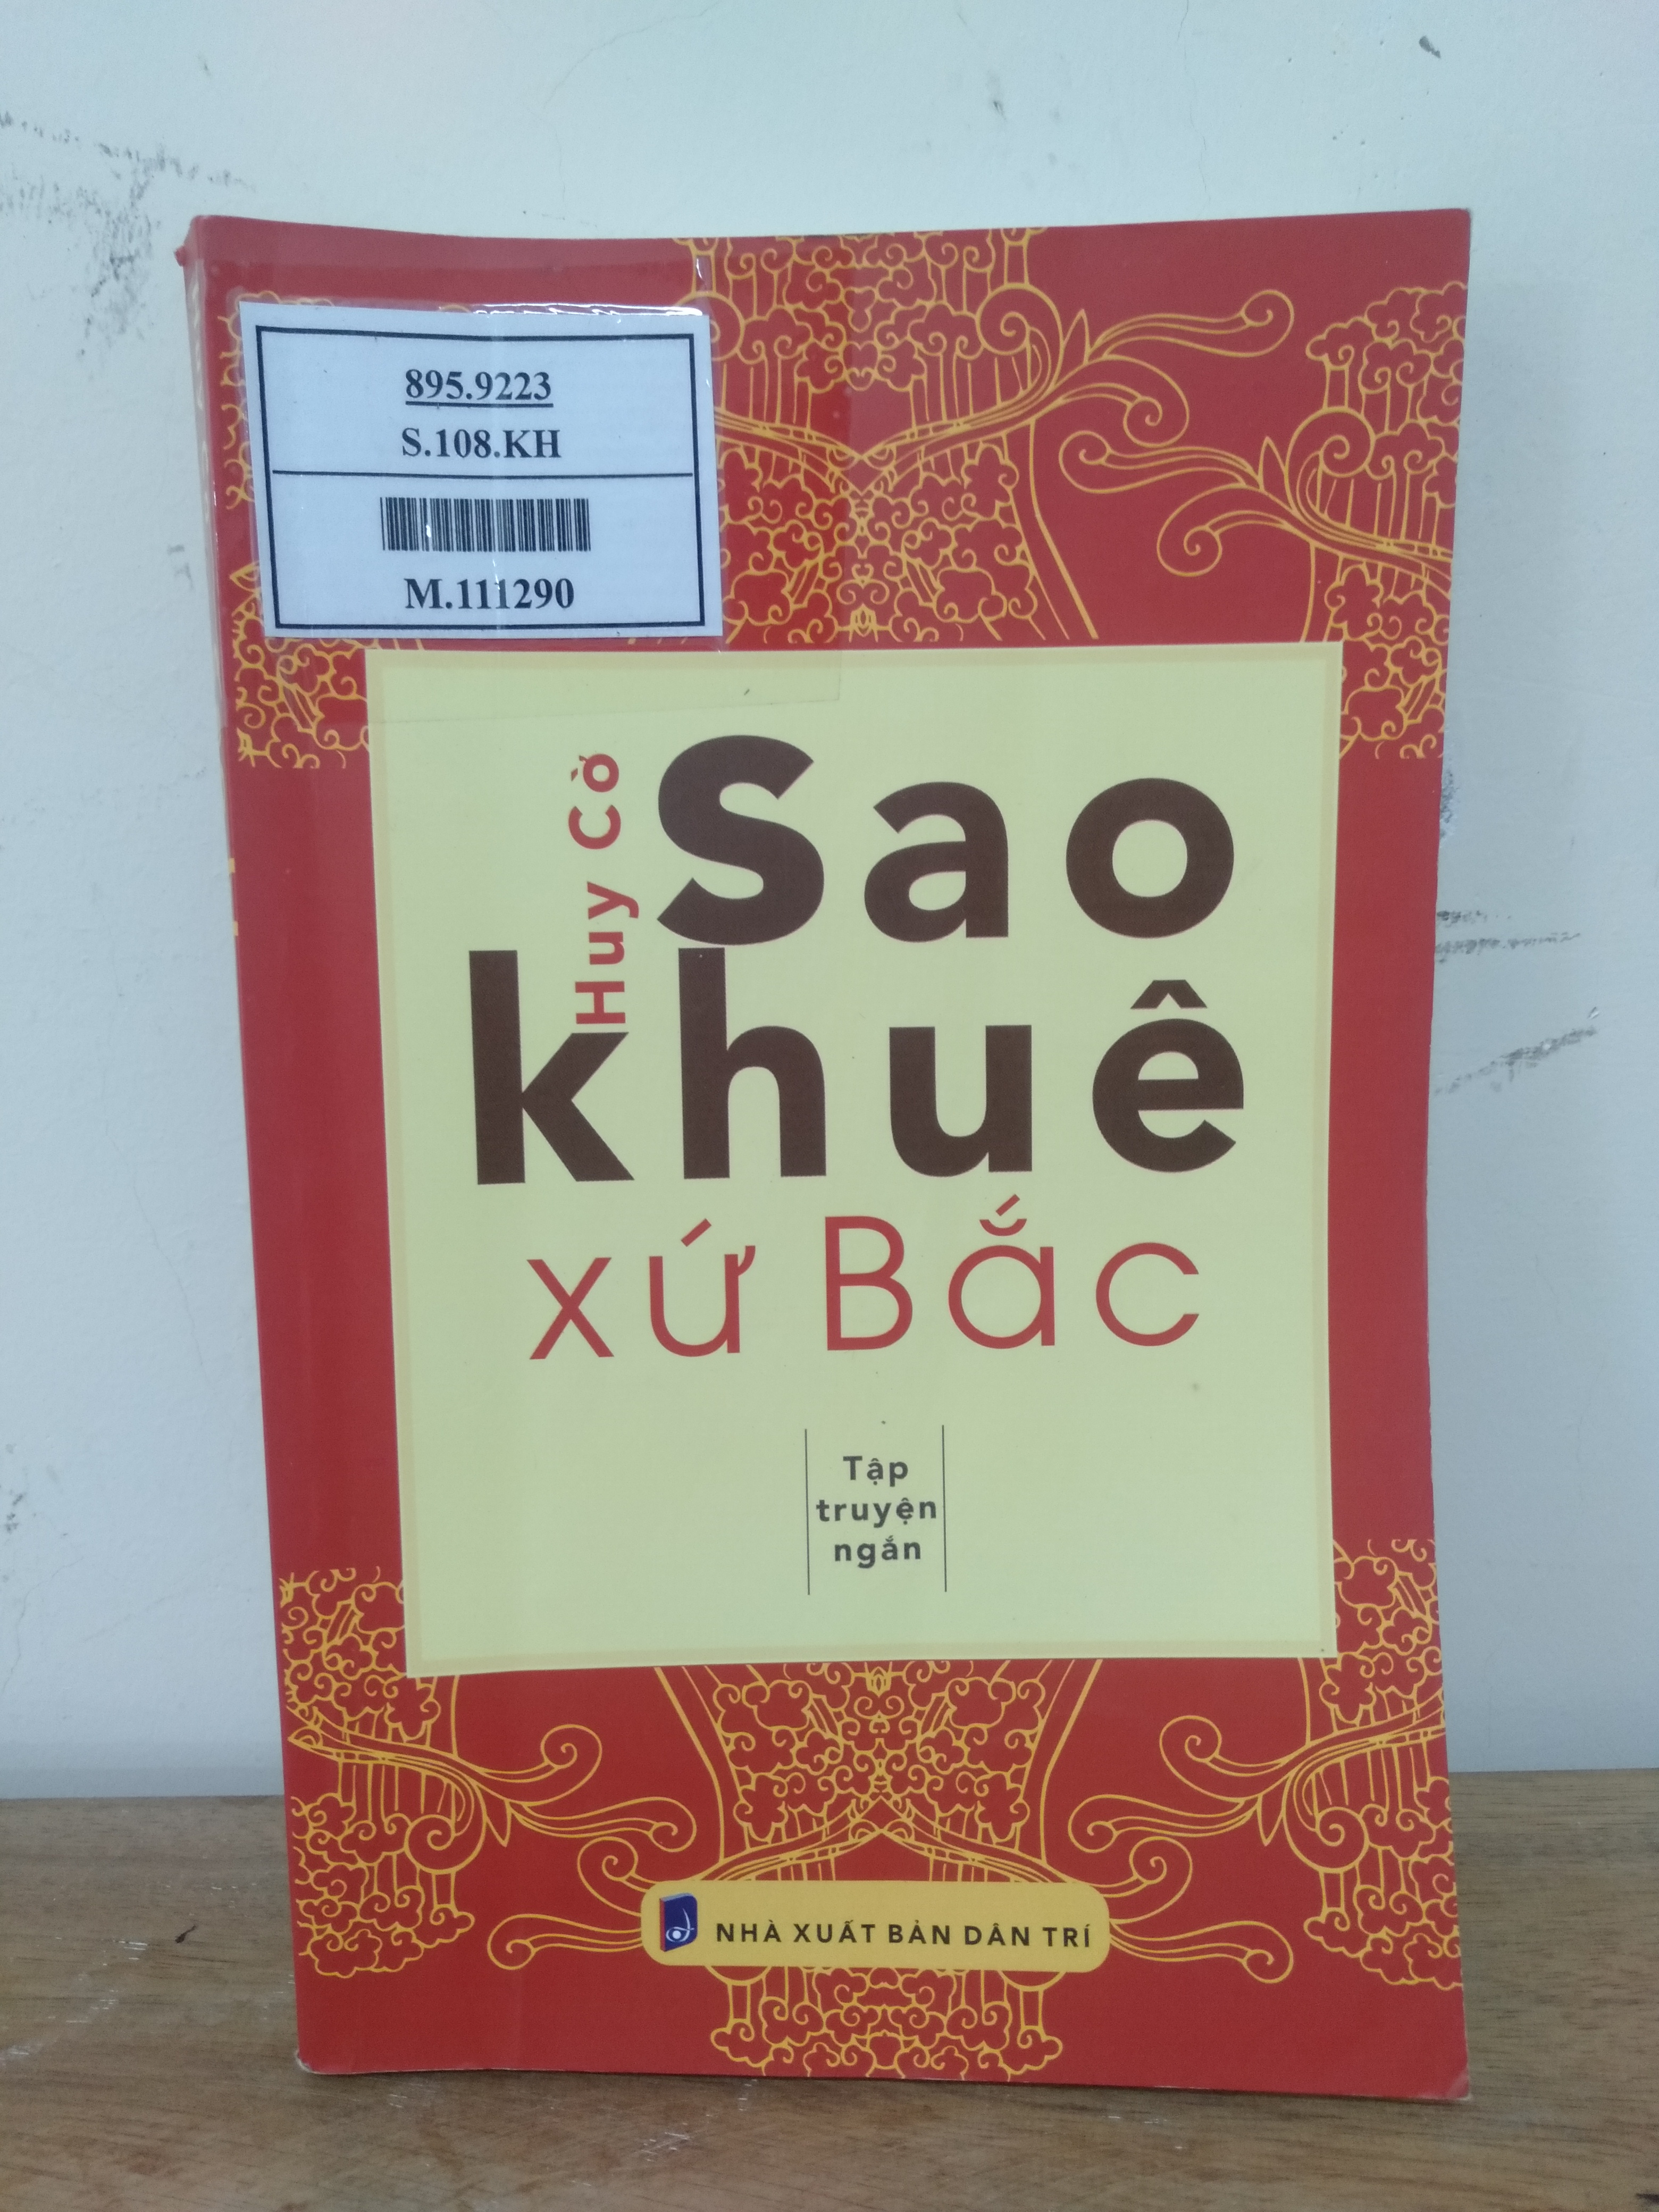 895.9223
S.108.KH
M.111290
Huy Cờ
Sao
khuê
xứ Bắc
Tập
truyện
ngắn
NHÀ XUẤT BẢN DÂN TRÍ